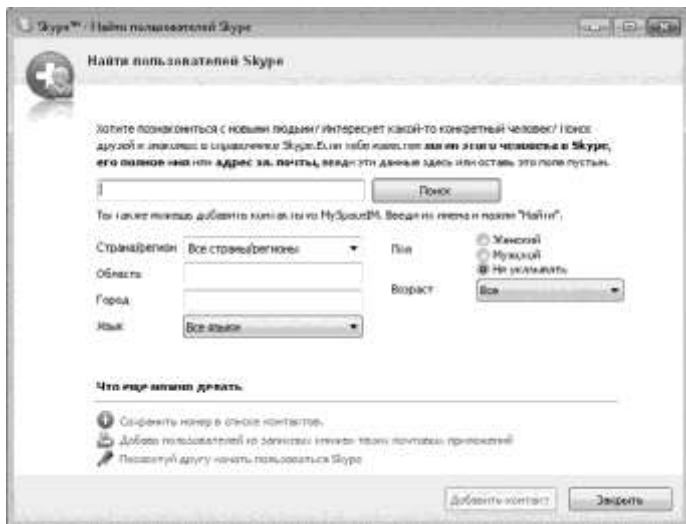 Skype™ - Найти пользователей Skype
Найти пользователей Skype
Хотите познакомиться с новыми людьми? Интересует какой-то конкретный человек? Поиск
друзей и знакомых в справочнике Skype. Если тебе известен логин этого человека в Skype,
его полное имя или адрес эл. почты, введи эти данные здесь или оставь это поле пустым.
Поиск
Ты также можешь добавить контакты из MySpaceIM. Введи их имена и нажми "Найти".
Страна/регион Все страны/регионы Пол Женский
Мужской
Не указывать
Область
Возраст Все
Город
Язык Все языки
Что еще можно делать
Сохранить номер в списке контактов.
Добавь пользователей из записных книжек твоих почтовых приложений
Посоветуй другу начать пользоваться Skype
Добавить контакт Закрыть